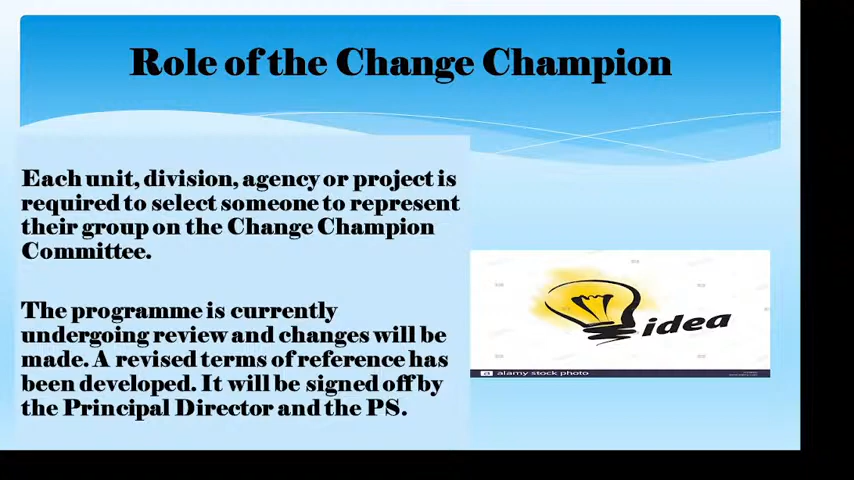 Role of the Change Champion
Each unit, division, agency or project is
required to select someone to represent
their group on the Change Champion
Committee.
The programme is currently
undergoing review and changes will be
made. A revised terms of reference has
been developed. It will be signed off by
the Principal Director and the PS.
idea
a alamy stock photo